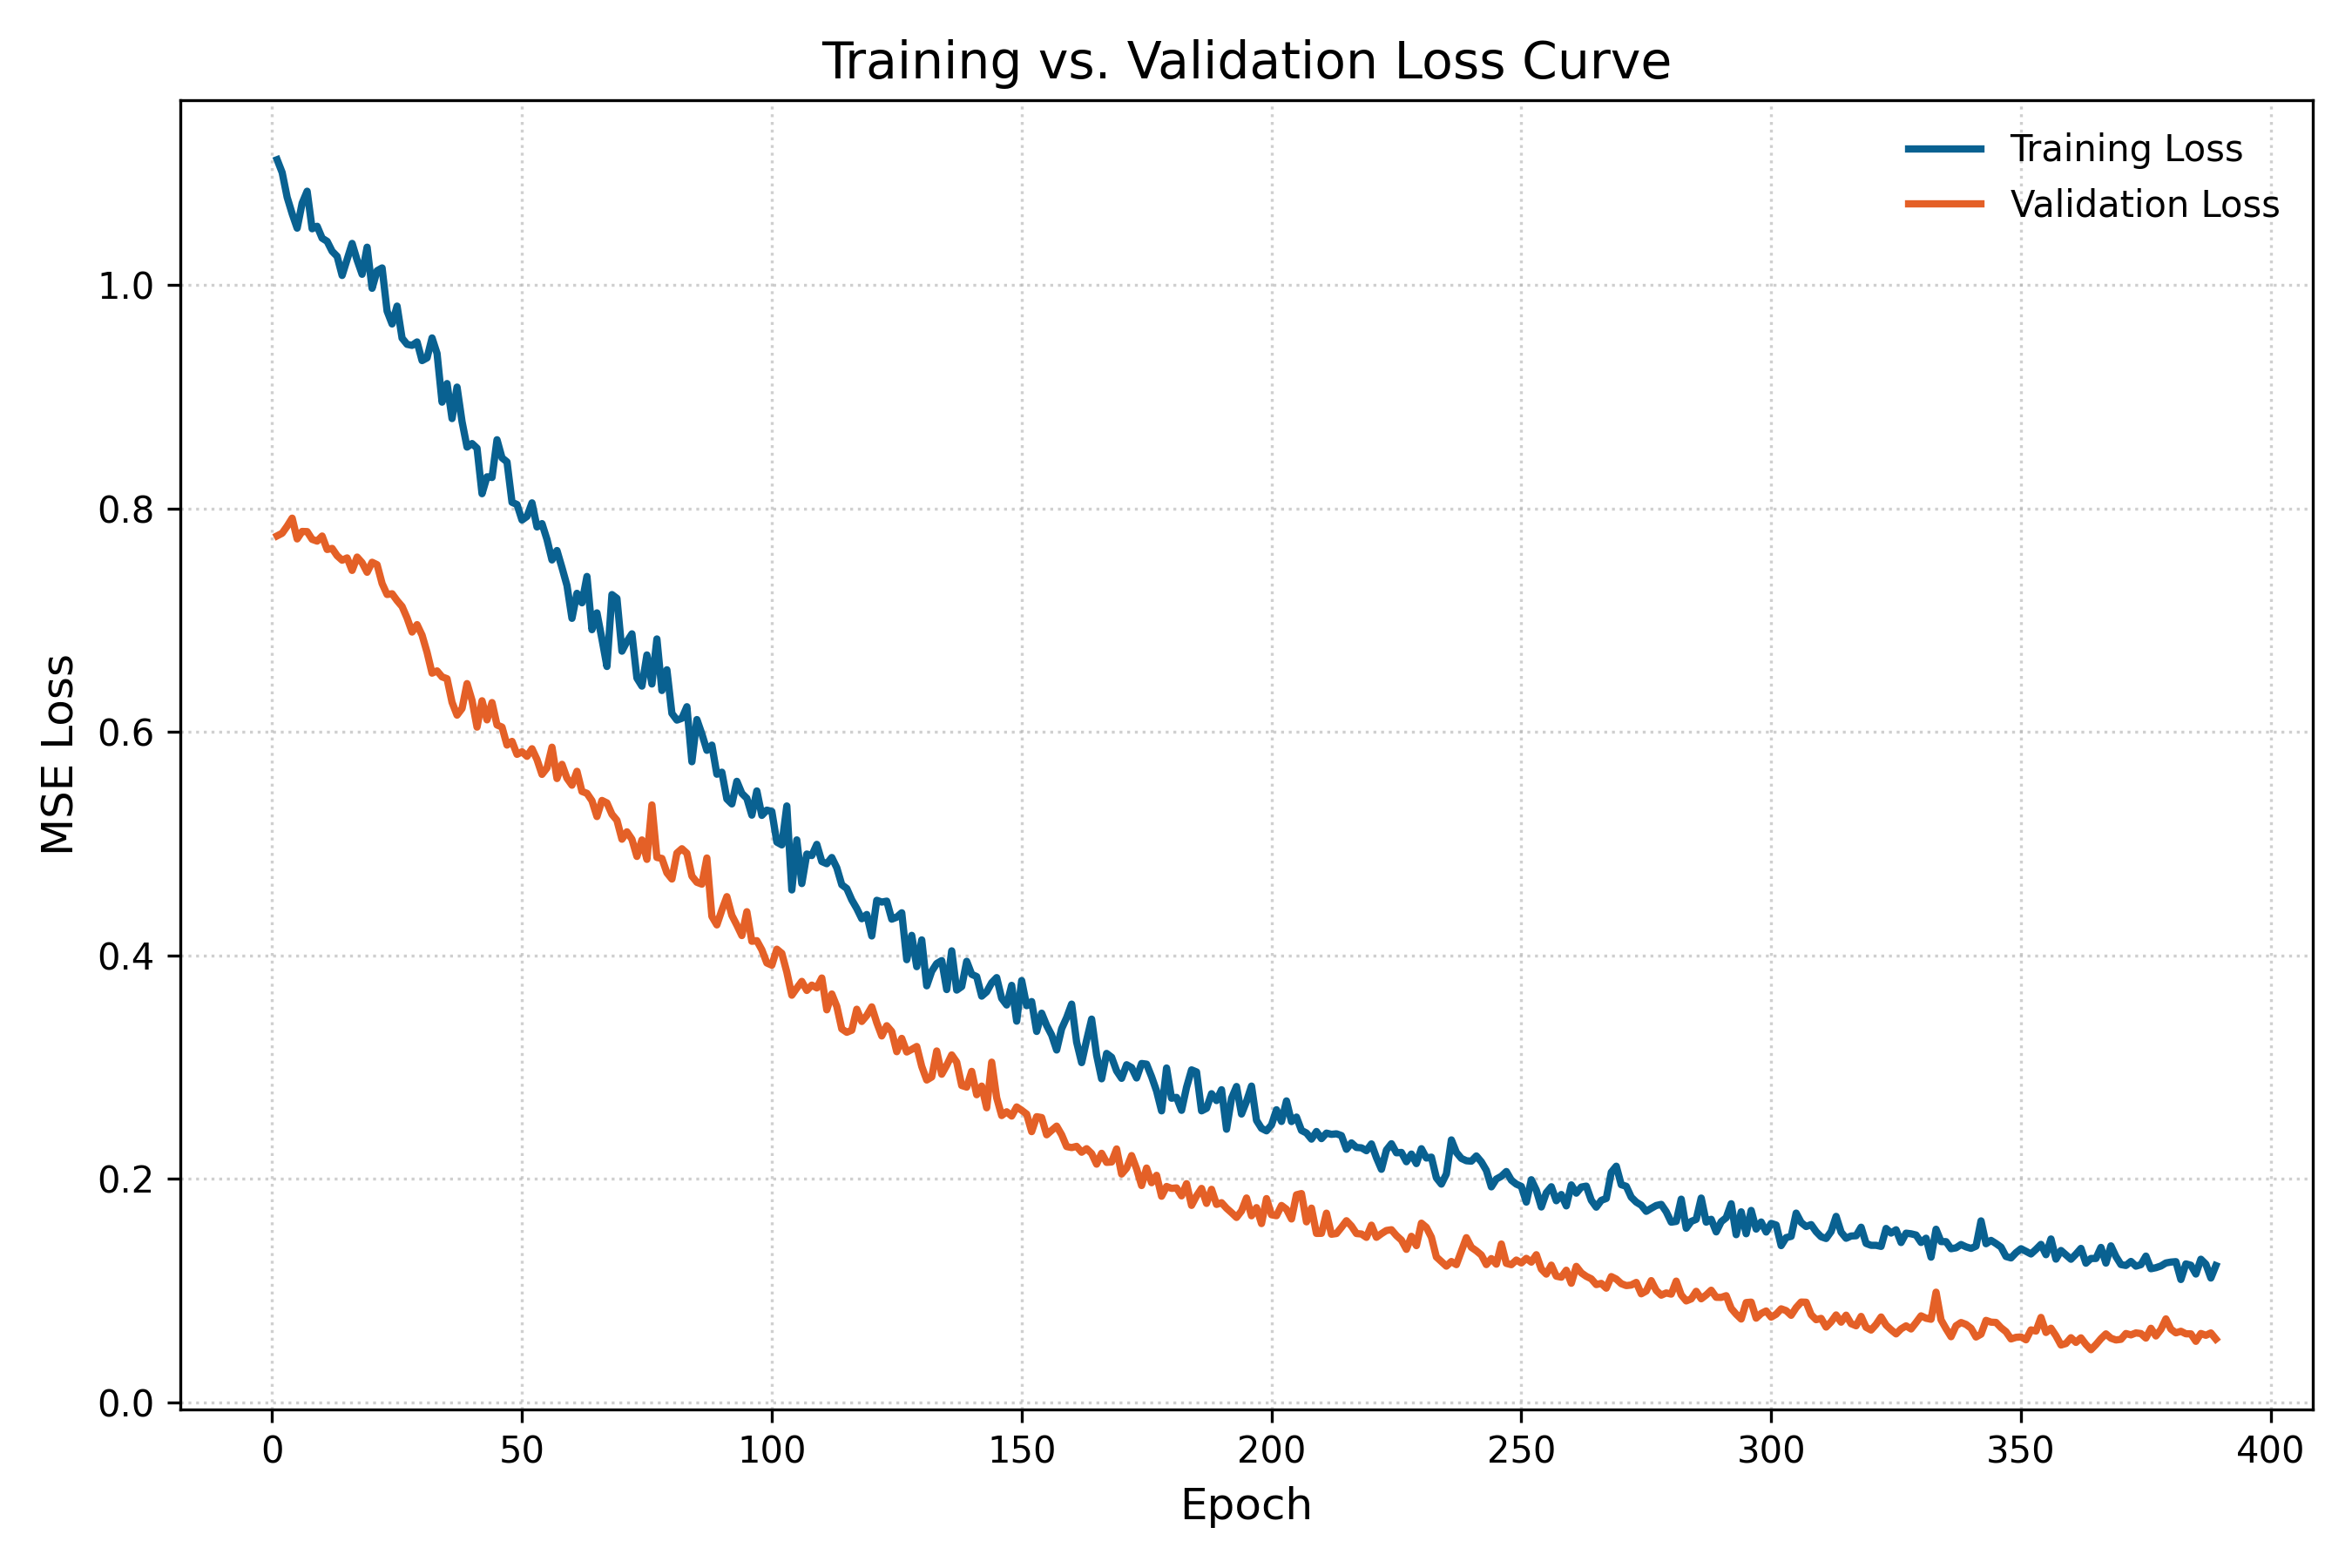 Training vs. Validation Loss Curve
Training Loss
Validation Loss
1.0
0.8
0.6
0.4
0.2
0.0
MSE Loss
0 50 100 150 200 250 300 350 400
Epoch